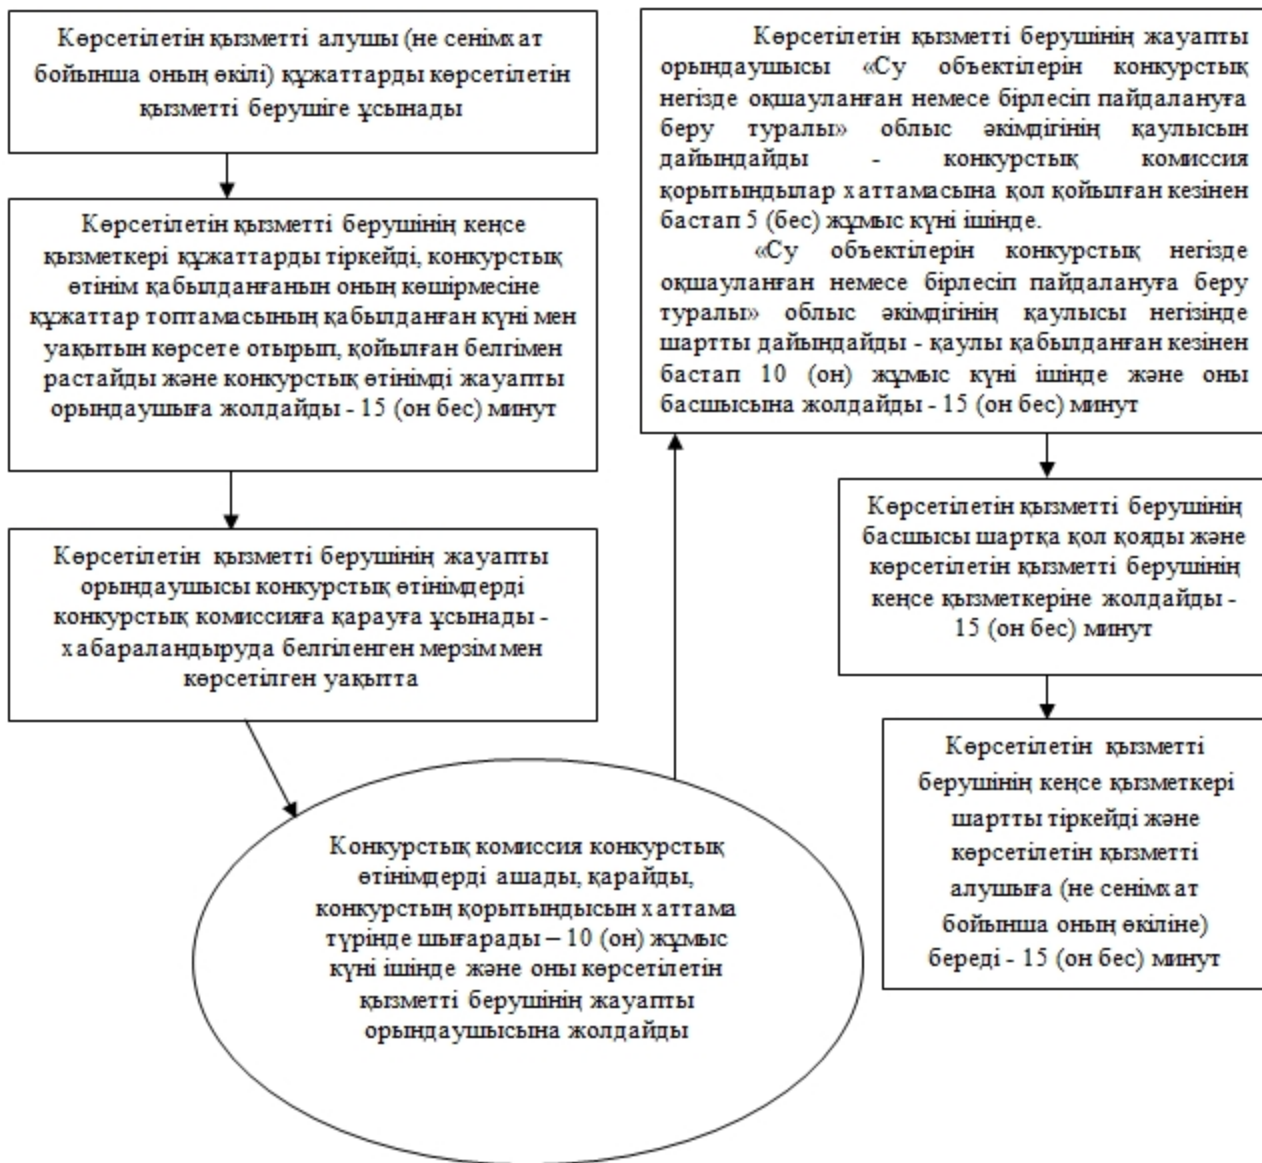 Көрсетілетін қызметті алушы (не сенімхат
бойынша оның өкілі) құжаттарды көрсетілетін
қызметті берушіге ұсынады
Көрсетілетін қызметті берушінің кеңсе
қызметкері құжаттарды тіркейді, конкурстық
өтінім қабылданғанын оның көшірмесіне
құжаттар топтамасының қабылданған күні мен
уақытын көрсете отырып, қойылған белгімен
растайды және конкурстық өтінімді жауапты
орындаушыға жолдайды - 15 (он бес) минут
Көрсетілетін қызметті берушінің жауапты
орындаушысы конкурстық өтінімдерді
конкурстық комиссияға қарауға ұсынады -
хабараландыруда белгіленген мерзім мен
көрсетілген уақытта
Конкурстық комиссия конкурстық
өтінімдерді ашады, қарайды,
конкурстың қорытындысын хаттама
түрінде шығарады – 10 (он) жұмыс
күні ішінде және оны көрсетілетін
қызметті берушінің жауапты
орындаушысына жолдайды
Көрсетілетін қызметті берушінің жауапты
орындаушысы «Су объектілерін конкурстық
негізде оқшауланған немесе бірлесіп пайдалануға
беру туралы» облыс әкімдігінің қаулысын
дайындайды - конкурстық комиссия
қорытындылар хаттамасына қол қойылған кезінен
бастап 5 (бес) жұмыс күні ішінде.
«Су объектілерін конкурстық негізде
оқшауланған немесе бірлесіп пайдалануға беру
туралы» облыс әкімдігінің қаулысы негізінде
шартты дайындайды - қаулы қабылданған кезінен
бастап 10 (он) жұмыс күні ішінде және оны
басшысына жолдайды - 15 (он бес) минут
Көрсетілетін қызметті берушінің
басшысы шартқа қол қояды және
көрсетілетін қызметті берушінің
кеңсе қызметкеріне жолдайды -
15 (он бес) минут
Көрсетілетін қызметті
берушінің кеңсе қызметкері
шартты тіркейді және
көрсетілетін қызметті
алушыға (не сенімхат
бойынша оның өкіліне)
береді - 15 (он бес) минут